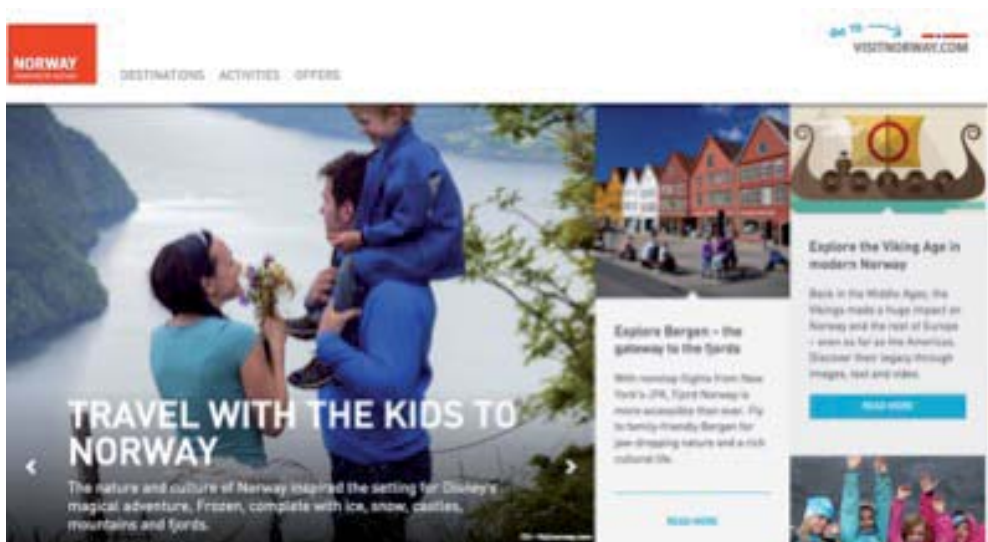 NORWAY
GO TO
VISITNORWAY.COM
DESTINATIONS ACTIVITIES OFFERS
TRAVEL WITH THE KIDS TO
NORWAY
The nature and culture of Norway inspired the setting for Disney's
magical adventure, Frozen, complete with ice, snow, castles,
mountains and fjords.
Explore Bergen – the
gateway to the fjords
With nonstop flights from New
York's JFK, Fjord Norway is
more accessible than ever. Fly
to family-friendly Bergen for
jaw-dropping nature and a rich
cultural life.
READ MORE
Explore the Viking Age in
modern Norway
Back in the Middle Ages, the
Vikings made a huge impact on
Norway and the rest of Europe
– even as far as the Americas.
Discover their legacy through
images, text and video.
READ MORE